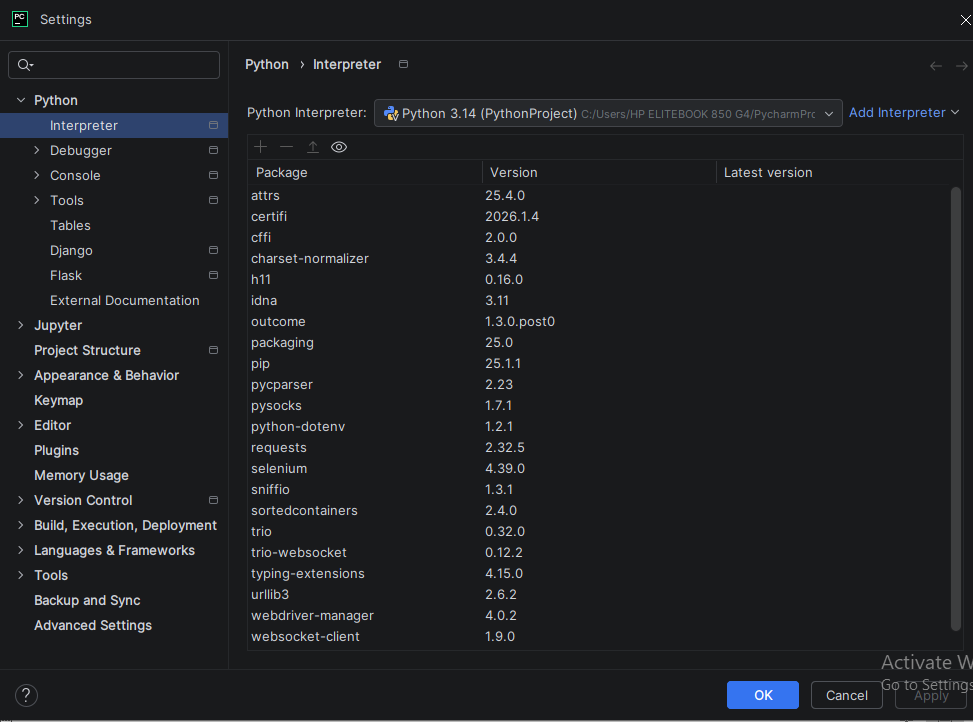 PC
Settings
Python
Interpreter
Debugger
Console
Tools
Tables
Django
Flask
External Documentation
Jupyter
Project Structure
Appearance & Behavior
Keymap
Editor
Plugins
Memory Usage
Version Control
Build, Execution, Deployment
Languages & Frameworks
Tools
Backup and Sync
Advanced Settings
Python › Interpreter
Python Interpreter: Python 3.14 (PythonProject) C:/Users/HP ELITEBOOK 850 G4/PycharmPrc Add Interpreter
Package Version Latest version
attrs 25.4.0
certifi 2026.1.4
cffi 2.0.0
charset-normalizer 3.4.4
h11 0.16.0
idna 3.11
outcome 1.3.0.post0
packaging 25.0
pip 25.1.1
pycparser 2.23
pysocks 1.7.1
python-dotenv 1.2.1
requests 2.32.5
selenium 4.39.0
sniffio 1.3.1
sortedcontainers 2.4.0
trio 0.32.0
trio-websocket 0.12.2
typing-extensions 4.15.0
urllib3 2.6.2
webdriver-manager 4.0.2
websocket-client 1.9.0
Activate W
Go to Settings
? OK Cancel Apply